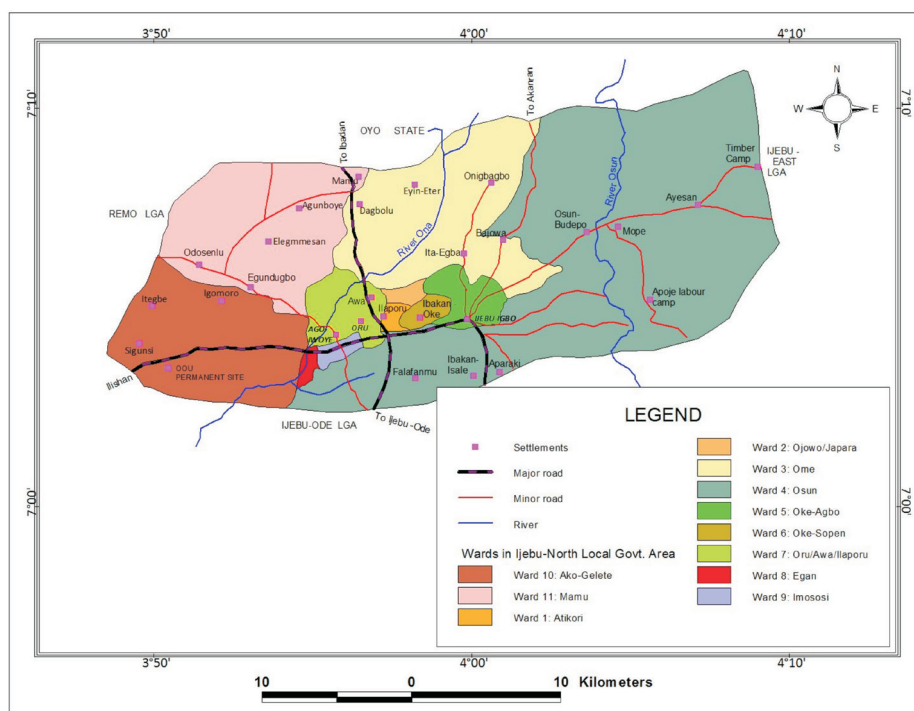 3°50'
4°00'
4°10'
7°10'
7°10'
N
W E
S
To Ibadan
OYO STATE
To Akanran
Mamu
Eyin-Eter
Onigbagbo
Timber
Camp
IJEBU -
EAST
LGA
REMO LGA
Agunboye
Dagbolu
River Ona
River Osun
Ayesan
Osun-
Budepo
Mope
Elegmmesan
Bajowa
Ita-Egba
Odosenlu
Egundugbo
Itegbe
Igomoro
Awa
Ilaporu
Ibakan
Oke
Apoje labour
camp
AGO-
IWOYE
ORU
IJEBU IGBO
Sigunsi
OOU
PERMANENT SITE
Ilishan
Falafanmu
Ibakan-
Isale
Aparaki
IJEBU-ODE LGA
To Ijebu-Ode
LEGEND
Settlements
Major road
Minor road
River
Wards in Ijebu-North Local Govt. Area
Ward 10: Ako-Gelete
Ward 11: Mamu
Ward 1: Atikori
Ward 2: Ojowo/Japara
Ward 3: Ome
Ward 4: Osun
Ward 5: Oke-Agbo
Ward 6: Oke-Sopen
Ward 7: Oru/Awa/Ilaporu
Ward 8: Egan
Ward 9: Imososi
7°00'
7°00'
3°50'
4°00'
4°10'
10 0 10 Kilometers